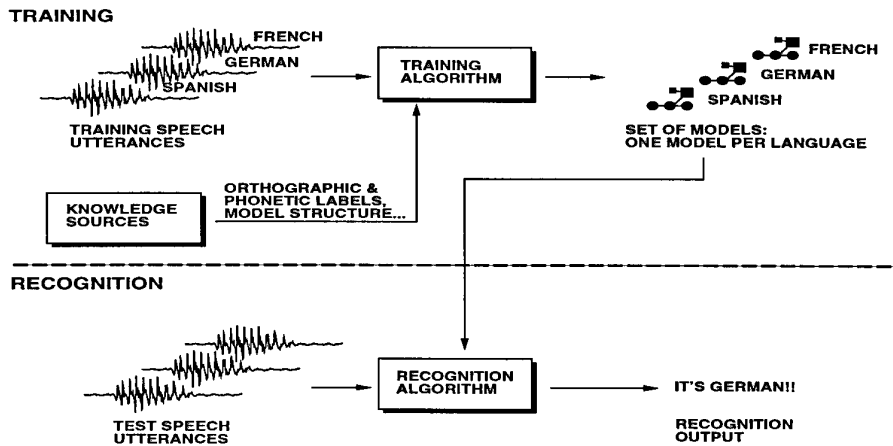 TRAINING
FRENCH
GERMAN
SPANISH
TRAINING SPEECH
UTTERANCES
TRAINING
ALGORITHM
FRENCH
GERMAN
SPANISH
SET OF MODELS:
ONE MODEL PER LANGUAGE
KNOWLEDGE
SOURCES
ORTHOGRAPHIC &
PHONETIC LABELS,
MODEL STRUCTURE...
RECOGNITION
TEST SPEECH
UTTERANCES
RECOGNITION
ALGORITHM
IT'S GERMAN!!
RECOGNITION
OUTPUT